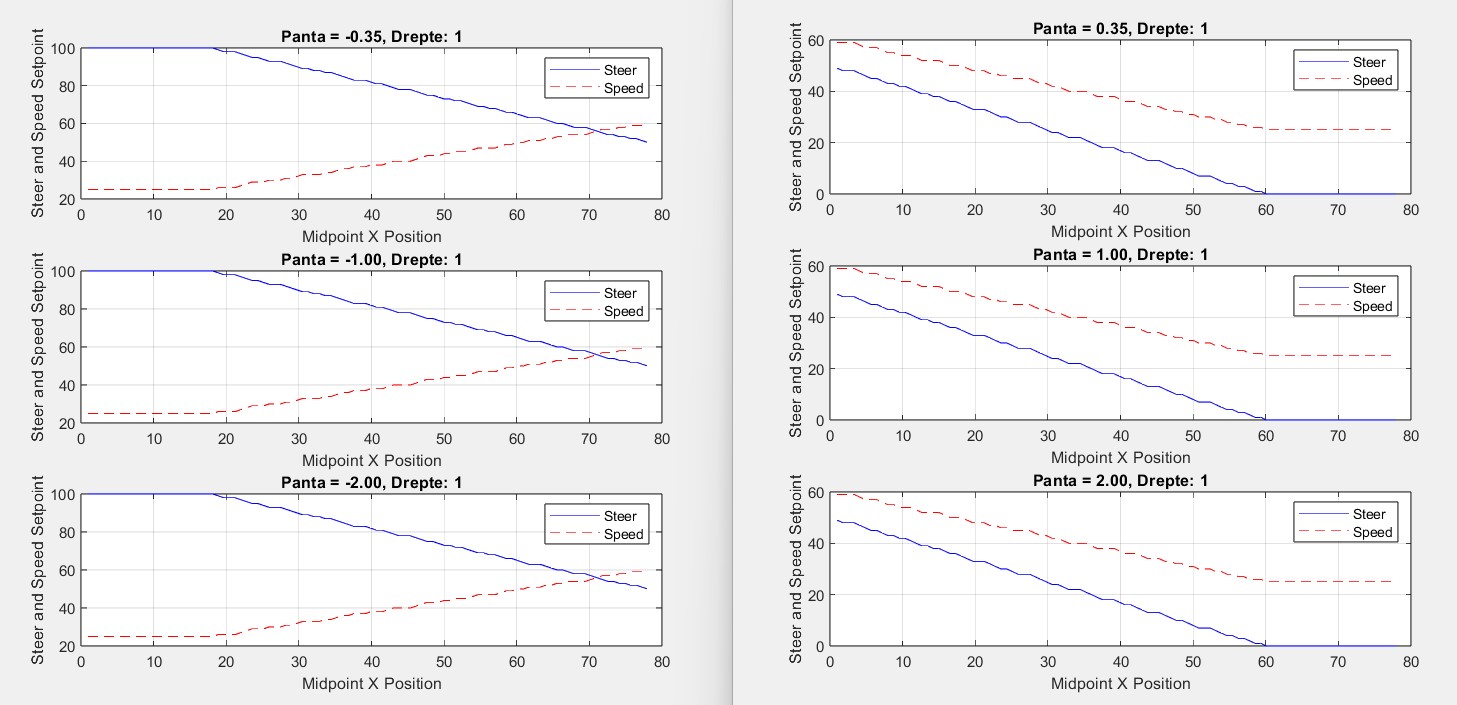 Panta = -0.35, Drepte: 1
Steer and Speed Setpoint
100
80
60
40
20
0 10 20 30 40 50 60 70 80
Midpoint X Position
Steer
Speed
Panta = -1.00, Drepte: 1
Steer and Speed Setpoint
100
80
60
40
20
0 10 20 30 40 50 60 70 80
Midpoint X Position
Steer
Speed
Panta = -2.00, Drepte: 1
Steer and Speed Setpoint
100
80
60
40
20
0 10 20 30 40 50 60 70 80
Midpoint X Position
Steer
Speed
Panta = 0.35, Drepte: 1
Steer and Speed Setpoint
60
40
20
0
0 10 20 30 40 50 60 70 80
Midpoint X Position
Steer
Speed
Panta = 1.00, Drepte: 1
Steer and Speed Setpoint
60
40
20
0
0 10 20 30 40 50 60 70 80
Midpoint X Position
Steer
Speed
Panta = 2.00, Drepte: 1
Steer and Speed Setpoint
60
40
20
0
0 10 20 30 40 50 60 70 80
Midpoint X Position
Steer
Speed